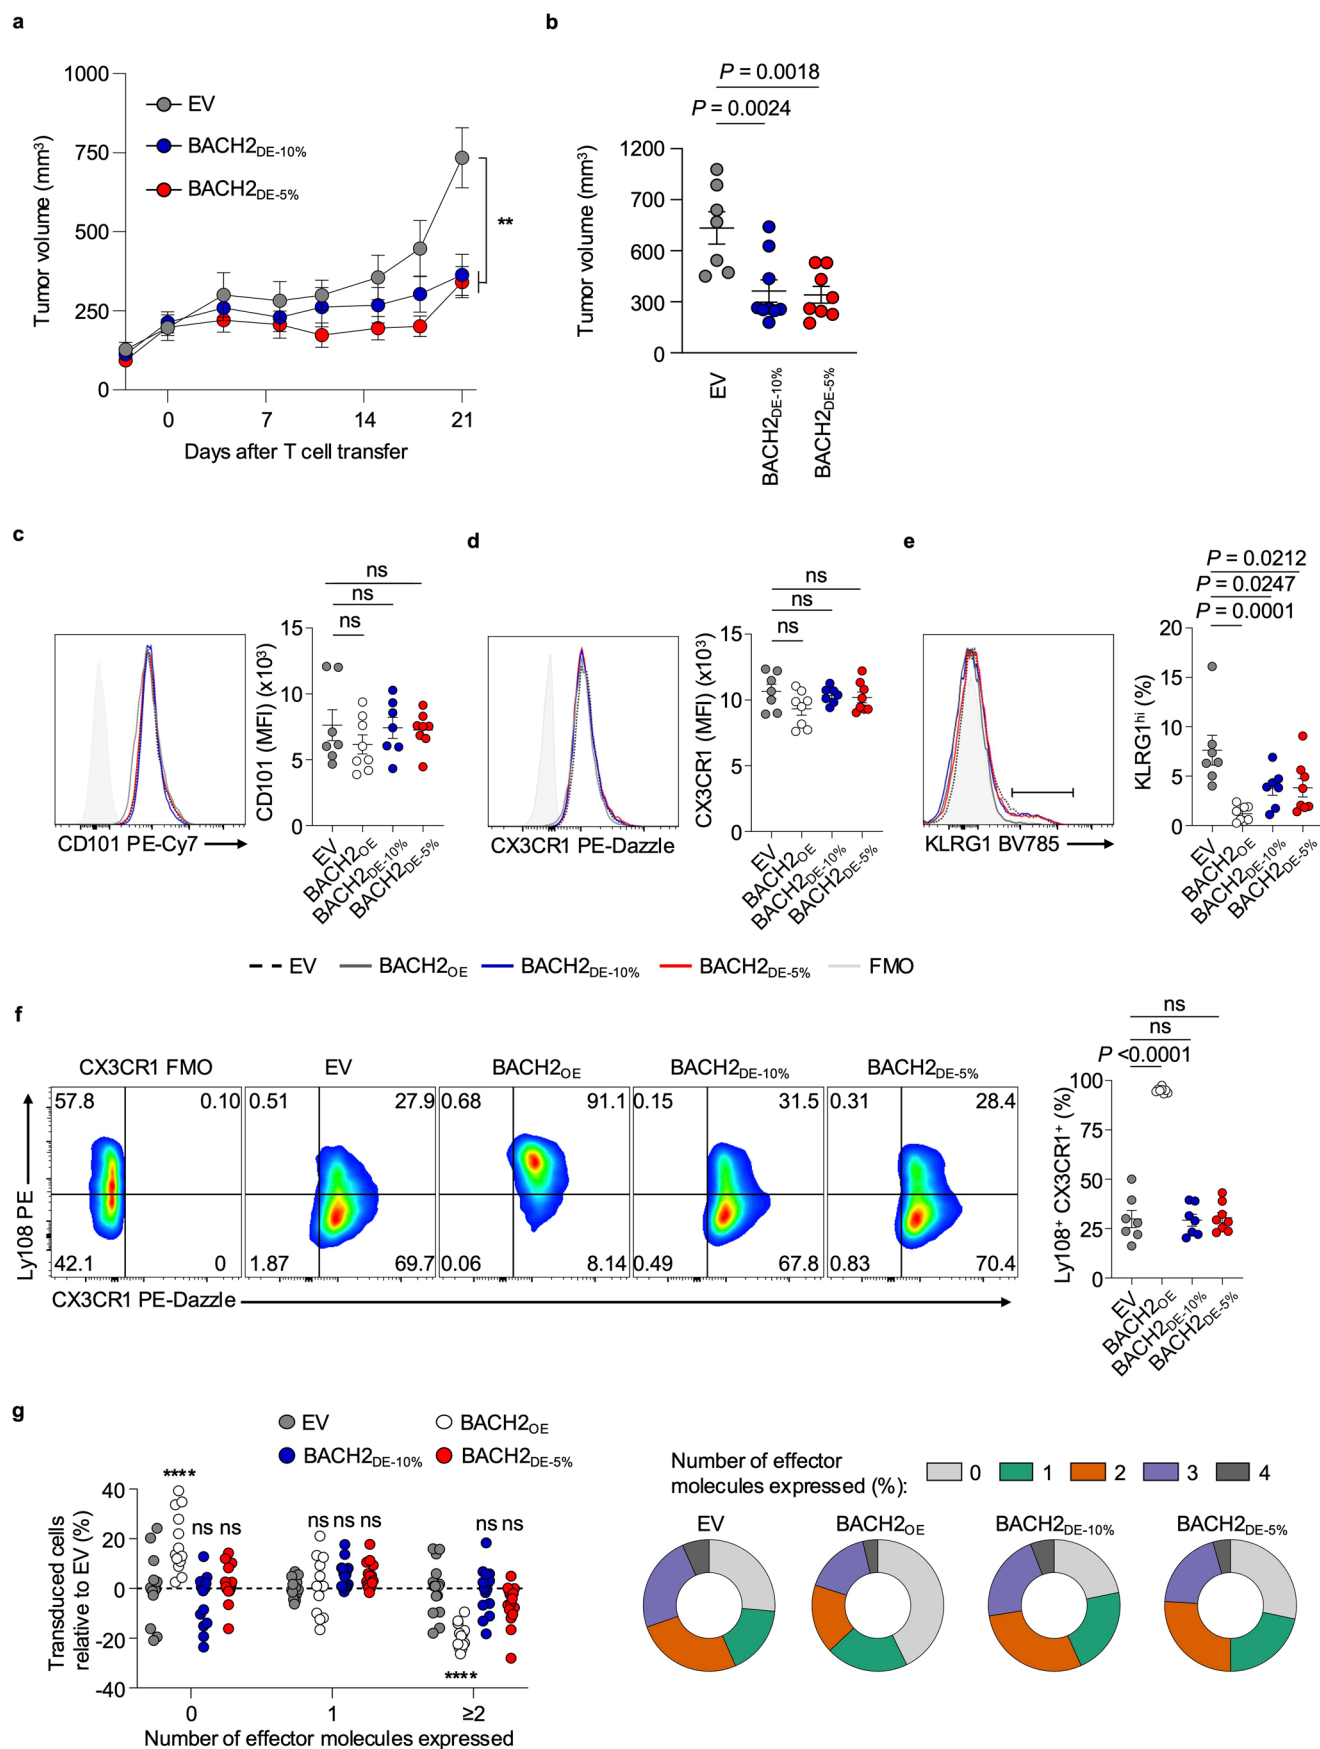 a
1000
750
500
250
0
Tumor volume (mm³)
EV
BACH2DE-10%
BACH2DE-5%
**
0 7 14 21
Days after T cell transfer
b
P = 0.0018
P = 0.0024
1200
700
600
300
0
Tumor volume (mm³)
EV
BACH2DE-10%
BACH2DE-5%
c
CD101 PE-Cy7
ns
ns
ns
15
10
5
0
CD101 (MFI) (x10³)
EV
BACH2OE
BACH2DE-10%
BACH2DE-5%
d
CX3CR1 PE-Dazzle
ns
ns
ns
15
10
5
0
CX3CR1 (MFI) (x10³)
EV
BACH2OE
BACH2DE-10%
BACH2DE-5%
e
KLRG1 BV785
P = 0.0212
P = 0.0247
P = 0.0001
20
10
5
0
KLRG1hi (%)
EV
BACH2OE
BACH2DE-10%
BACH2DE-5%
EV BACH2OE BACH2DE-10% BACH2DE-5% FMO
f
CX3CR1 FMO EV BACH2OE BACH2DE-10% BACH2DE-5%
57.8 0.10 0.51 27.9 0.68 91.1 0.15 31.5 0.31 28.4
42.1 0 1.87 69.7 0.06 8.14 0.49 67.8 0.83 70.4
Ly108 PE
CX3CR1 PE-Dazzle
ns
ns
P <0.0001
100
75
50
25
0
Ly108+ CX3CR1+ (%)
EV
BACH2OE
BACH2DE-10%
BACH2DE-5%
g
EV BACH2OE
BACH2DE-10% BACH2DE-5%
40
20
0
-20
-40
Transduced cells
relative to EV (%)
****
ns ns
ns ns ns
ns ns
****
0 1 ≥2
Number of effector molecules expressed
Number of effector
molecules expressed (%):
0 1 2 3 4
EV BACH2OE BACH2DE-10% BACH2DE-5%